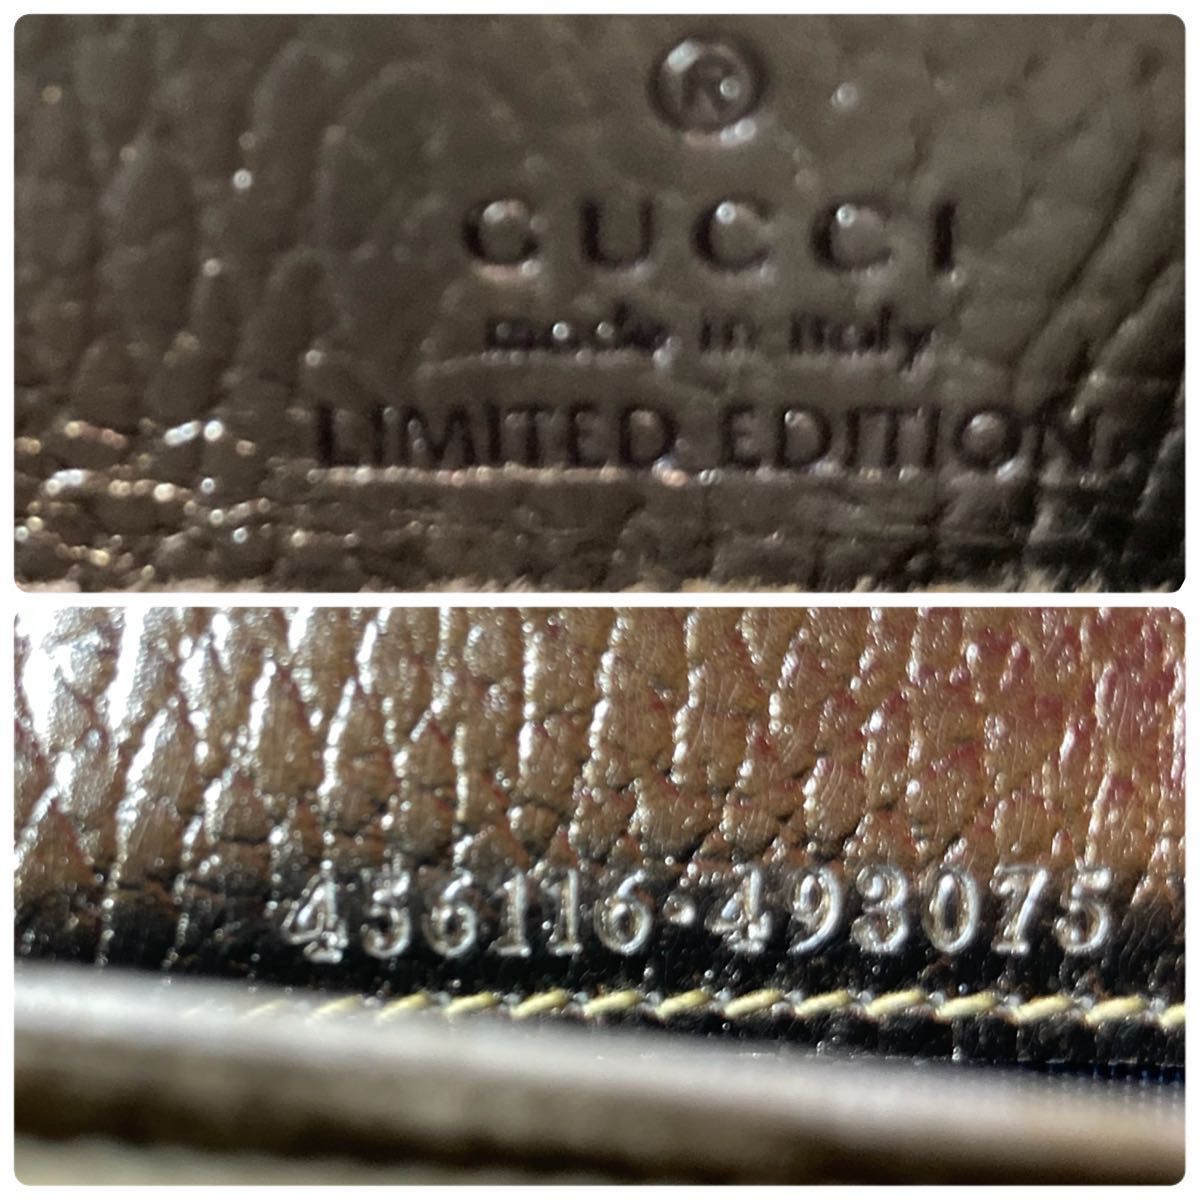 ®
GUCCI
made in italy
LIMITED EDITION
456116·493075